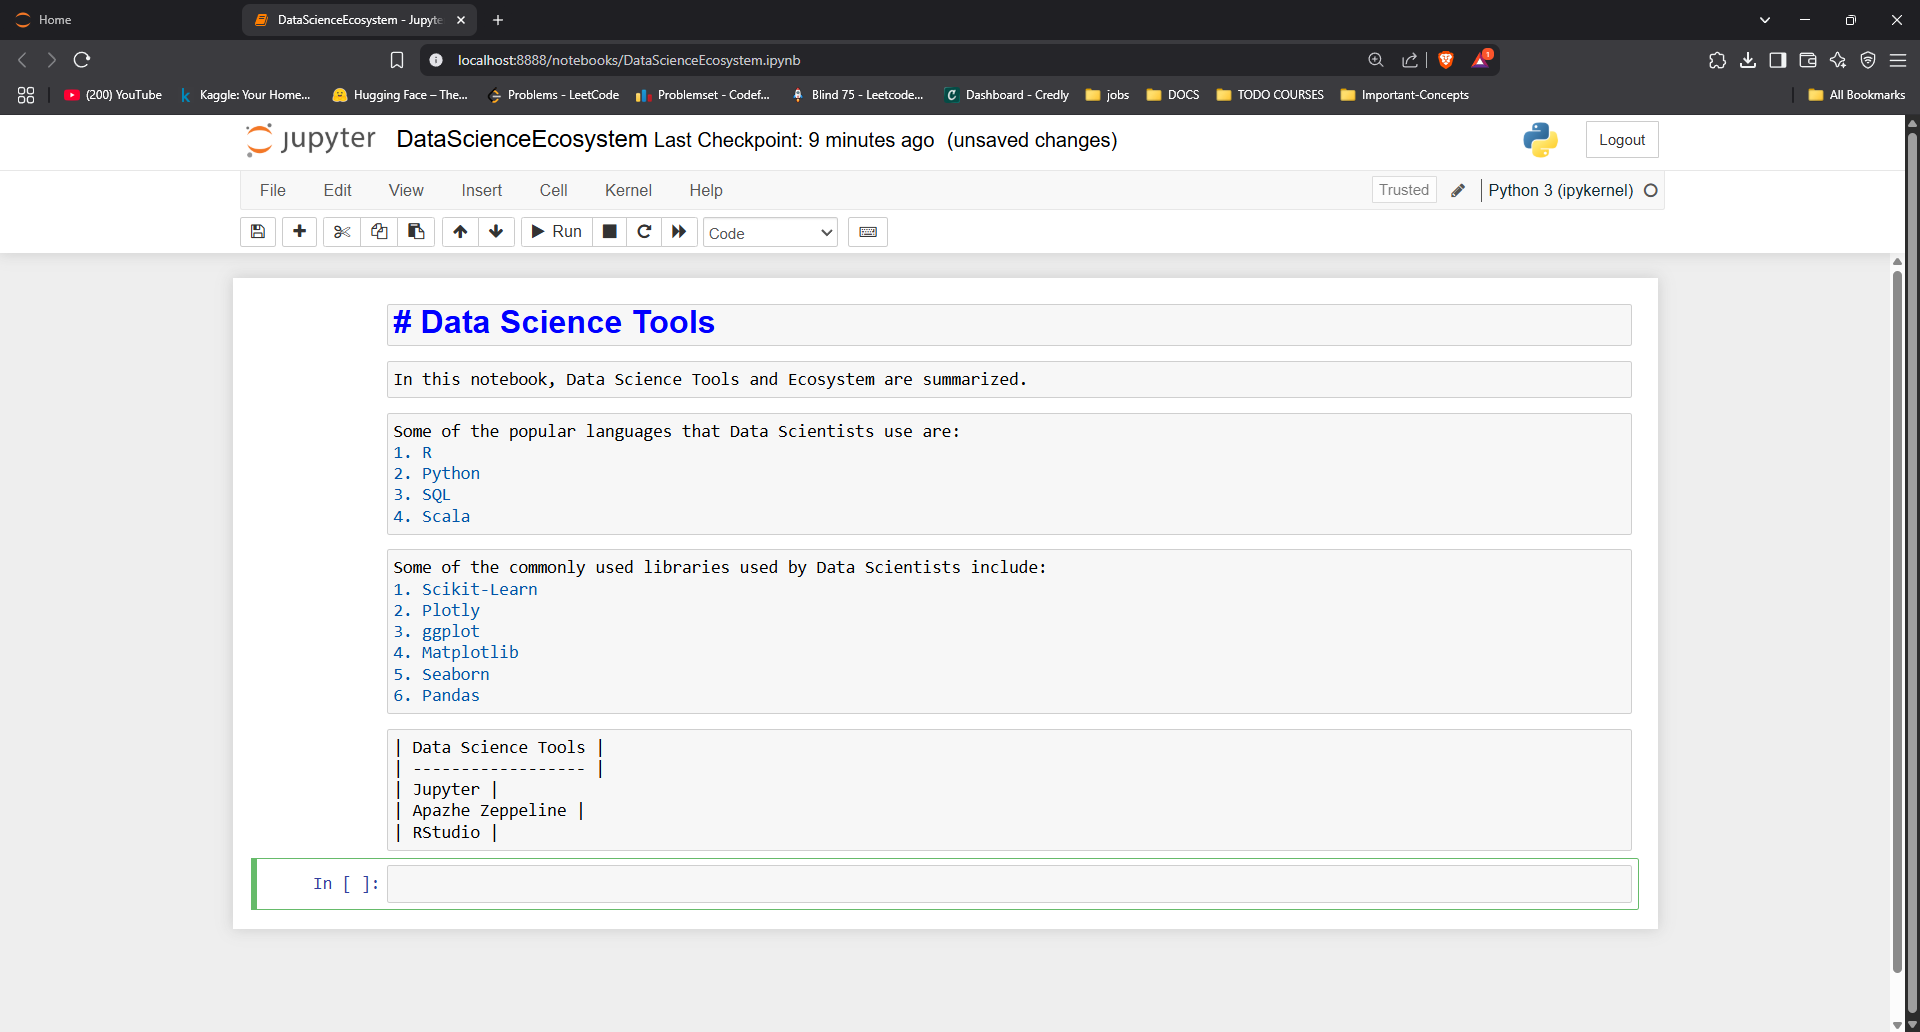 Home
DataScienceEcosystem - Jupyte
localhost:8888/notebooks/DataScienceEcosystem.ipynb
1
(200) YouTube
Kaggle: Your Home...
Hugging Face – The...
Problems - LeetCode
Problemset - Codef...
Blind 75 - Leetcode...
Dashboard - Credly
jobs
DOCS
TODO COURSES
Important-Concepts
All Bookmarks
jupyter DataScienceEcosystem Last Checkpoint: 9 minutes ago (unsaved changes)
Logout
File Edit View Insert Cell Kernel Help
Trusted Python 3 (ipykernel)
Run Code
# Data Science Tools
In this notebook, Data Science Tools and Ecosystem are summarized.
Some of the popular languages that Data Scientists use are:
1. R
2. Python
3. SQL
4. Scala
Some of the commonly used libraries used by Data Scientists include:
1. Scikit-Learn
2. Plotly
3. ggplot
4. Matplotlib
5. Seaborn
6. Pandas
| Data Science Tools |
| ------------------ |
| Jupyter |
| Apazhe Zeppeline |
| RStudio |
In [ ]: